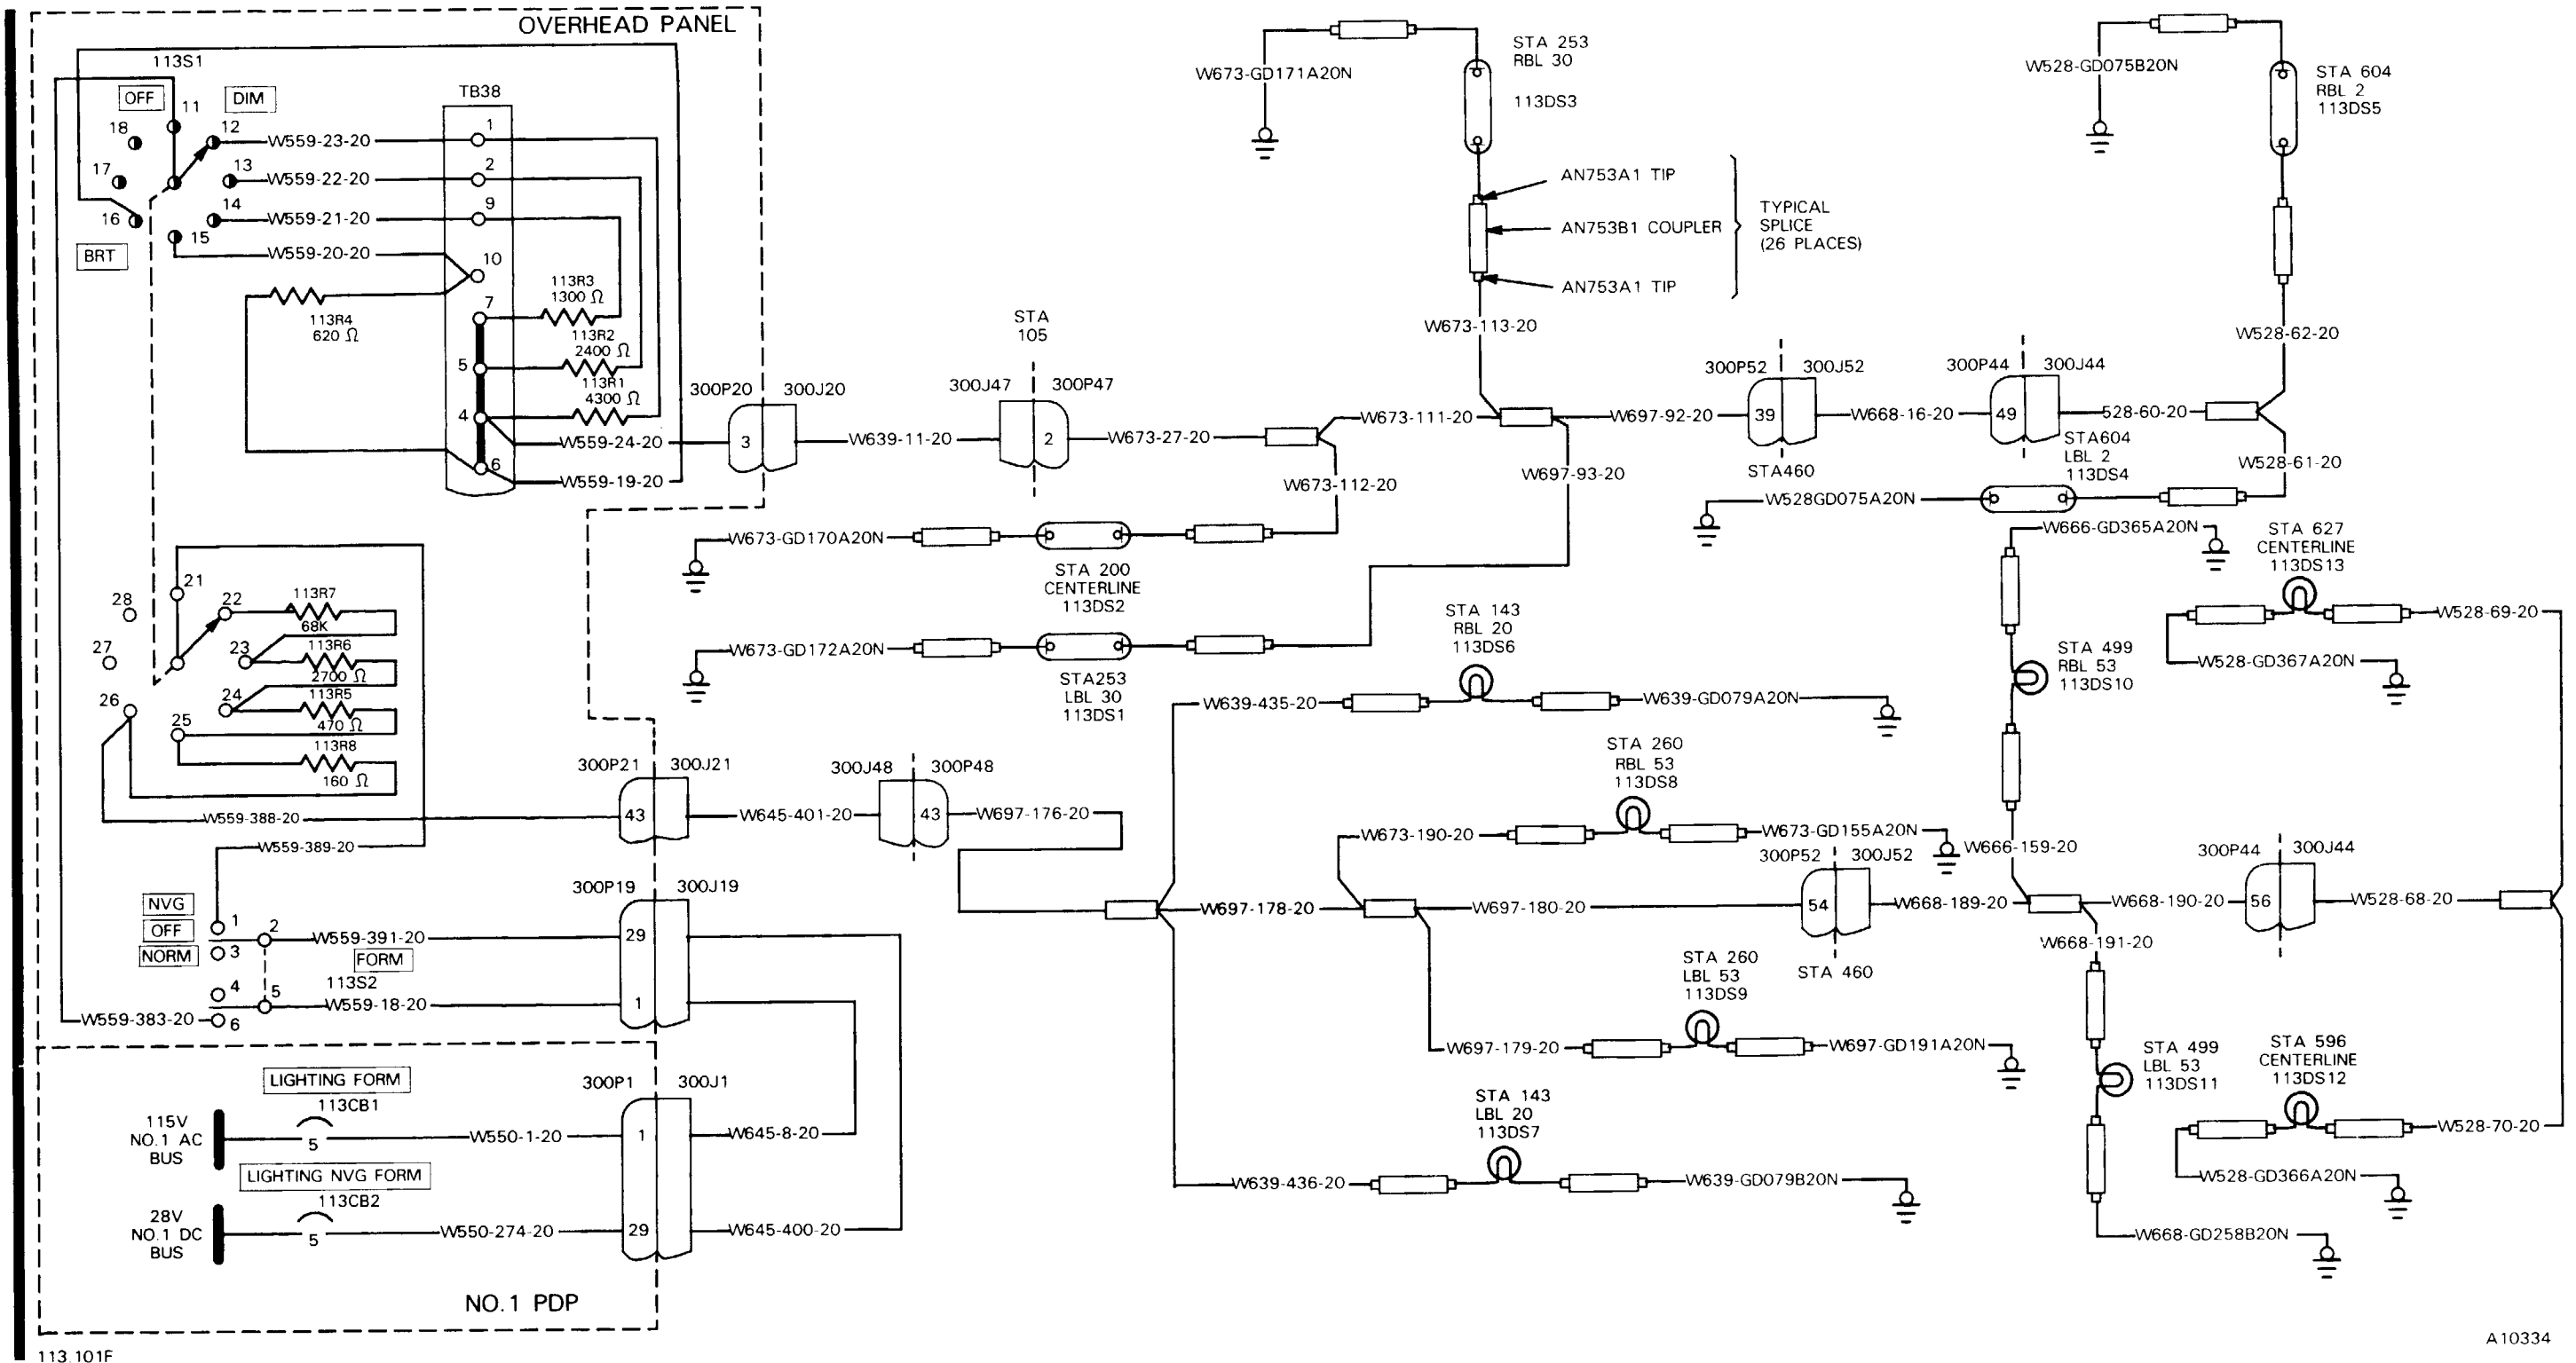 OVERHEAD PANEL
113S1
OFF
DIM
11
12
18
17
13
16
14
15
BRT
W559-23-20
W559-22-20
W559-21-20
W559-20-20
TB38
1
2
9
10
7
5
4
6
113R4
620 Ω
113R3
1300 Ω
113R2
2400 Ω
113R1
4300 Ω
W559-24-20
W559-19-20
300P20
300J20
3
W639-11-20
STA
105
300J47
300P47
2
W673-27-20
W673-111-20
W673-112-20
W673-GD171A20N
STA 253
RBL 30
113DS3
AN753A1 TIP
AN753B1 COUPLER
AN753A1 TIP
TYPICAL
SPLICE
(26 PLACES)
W673-113-20
W697-92-20
W697-93-20
300P52
300J52
39
STA460
W668-16-20
300P44
300J44
49
528-60-20
W528-GD075B20N
STA 604
RBL 2
113DS5
W528-62-20
W528-61-20
STA604
LBL 2
113DS4
W528GD075A20N
W673-GD170A20N
STA 200
CENTERLINE
113DS2
W673-GD172A20N
STA253
LBL 30
113DS1
21
22
28
27
23
26
24
25
113R7
68K
113R6
2700 Ω
113R5
470 Ω
113R8
160 Ω
W559-388-20
W559-389-20
300P21
300J21
43
W645-401-20
300J48
300P48
43
W697-176-20
NVG
OFF
NORM
1
2
3
4
5
6
W559-391-20
FORM
113S2
W559-18-20
W559-383-20
300P19
300J19
29
1
LIGHTING FORM
113CB1
115V
NO.1 AC
BUS
5
W550-1-20
300P1
300J1
1
W645-8-20
LIGHTING NVG FORM
113CB2
28V
NO.1 DC
BUS
5
W550-274-20
29
W645-400-20
NO.1 PDP
STA 143
RBL 20
113DS6
W639-435-20
W639-GD079A20N
STA 260
RBL 53
113DS8
W673-190-20
W673-GD155A20N
W697-178-20
W697-180-20
300P52
300J52
54
STA 460
W668-189-20
STA 260
LBL 53
113DS9
W697-179-20
W697-GD191A20N
STA 143
LBL 20
113DS7
W639-436-20
W639-GD079B20N
W666-GD365A20N
STA 499
RBL 53
113DS10
W666-159-20
W668-190-20
W668-191-20
STA 499
LBL 53
113DS11
W668-GD258B20N
300P44
300J44
56
W528-68-20
STA 627
CENTERLINE
113DS13
W528-69-20
W528-GD367A20N
STA 596
CENTERLINE
113DS12
W528-70-20
W528-GD366A20N
113.101F
A10334